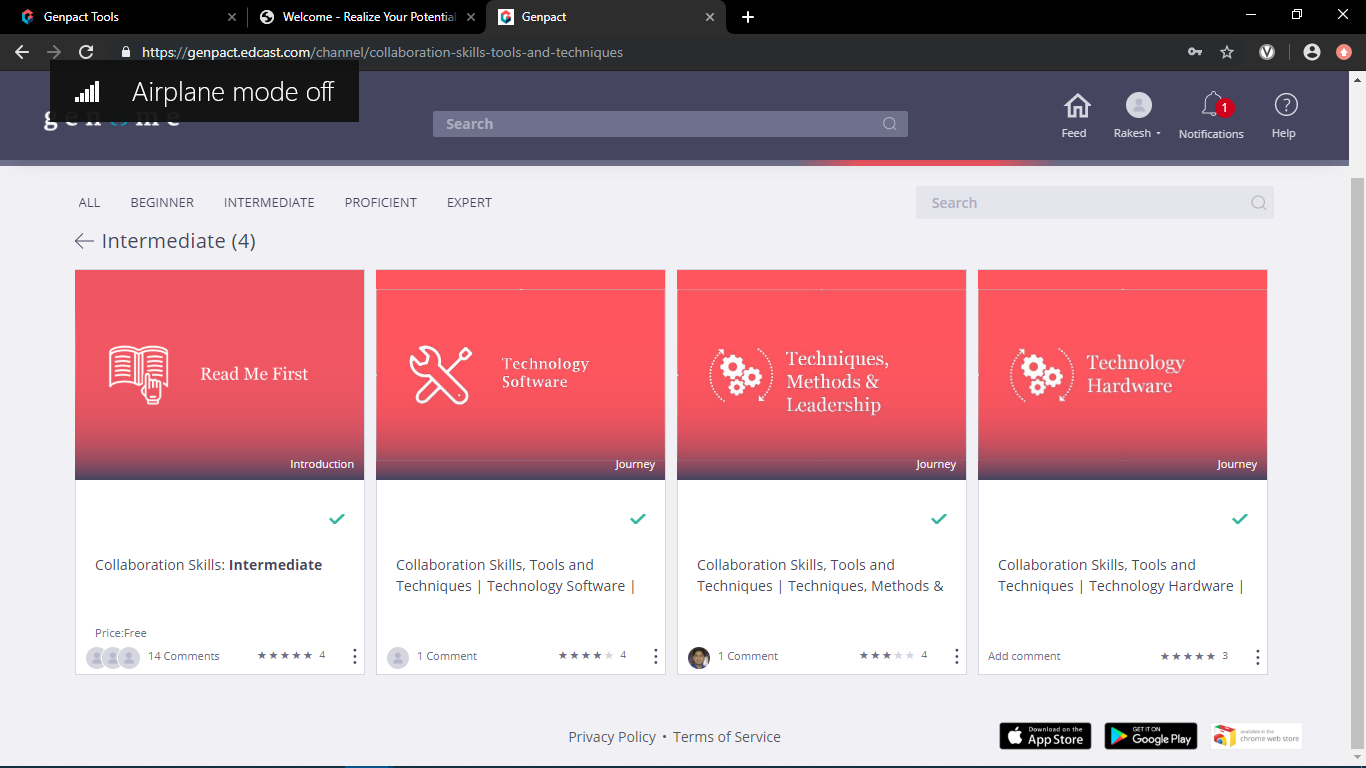 Genpact Tools
Welcome - Realize Your Potential
Genpact
https://genpact.edcast.com/channel/collaboration-skills-tools-and-techniques
Airplane mode off
Search
Feed
Rakesh
1
Notifications
?
Help
ALL
BEGINNER
INTERMEDIATE
PROFICIENT
EXPERT
Search
Intermediate (4)
Read Me First
Introduction
Technology
Software
Journey
Techniques,
Methods &
Leadership
Journey
Technology
Hardware
Journey
Collaboration Skills: Intermediate
Price:Free
14 Comments
4
Collaboration Skills, Tools and
Techniques | Technology Software |
1 Comment
4
Collaboration Skills, Tools and
Techniques | Techniques, Methods &
1 Comment
4
Collaboration Skills, Tools and
Techniques | Technology Hardware |
Add comment
3
Privacy Policy • Terms of Service
Download on the
App Store
GET IT ON
Google Play
available in the
chrome web store